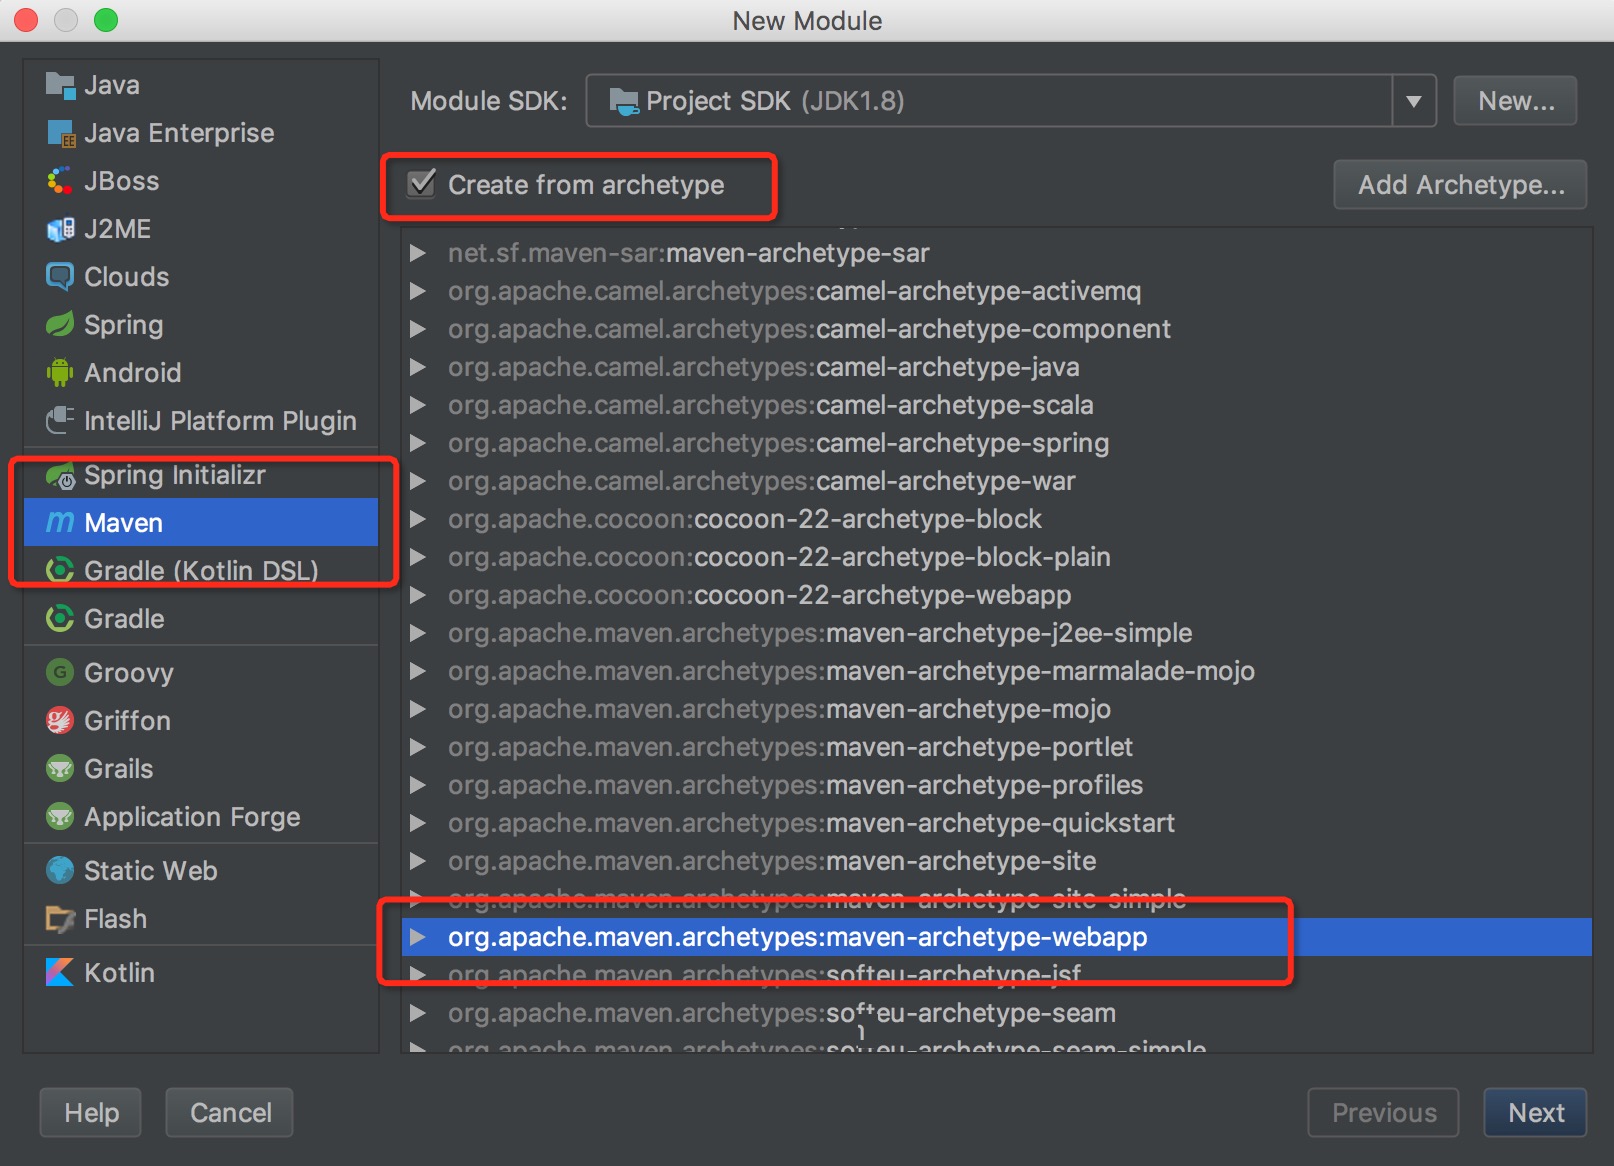 New Module
Java
Java Enterprise
JBoss
J2ME
Clouds
Spring
Android
IntelliJ Platform Plugin
Spring Initializr
Maven
Gradle (Kotlin DSL)
Gradle
Groovy
Griffon
Grails
Application Forge
Static Web
Flash
Kotlin
Module SDK:
Project SDK (JDK1.8)
New...
Create from archetype
Add Archetype...
net.sf.maven-sar:maven-archetype-sar
org.apache.camel.archetypes:camel-archetype-activemq
org.apache.camel.archetypes:camel-archetype-component
org.apache.camel.archetypes:camel-archetype-java
org.apache.camel.archetypes:camel-archetype-scala
org.apache.camel.archetypes:camel-archetype-spring
org.apache.camel.archetypes:camel-archetype-war
org.apache.cocoon:cocoon-22-archetype-block
org.apache.cocoon:cocoon-22-archetype-block-plain
org.apache.cocoon:cocoon-22-archetype-webapp
org.apache.maven.archetypes:maven-archetype-j2ee-simple
org.apache.maven.archetypes:maven-archetype-marmalade-mojo
org.apache.maven.archetypes:maven-archetype-mojo
org.apache.maven.archetypes:maven-archetype-portlet
org.apache.maven.archetypes:maven-archetype-profiles
org.apache.maven.archetypes:maven-archetype-quickstart
org.apache.maven.archetypes:maven-archetype-site
org.apache.maven.archetypes:maven-archetype-site-simple
org.apache.maven.archetypes:maven-archetype-webapp
org.apache.maven.archetypes:softeu-archetype-jsf
org.apache.maven.archetypes:softeu-archetype-seam
org.apache.maven.archetypes:softeu-archetype-seam-simple
Help
Cancel
Previous
Next